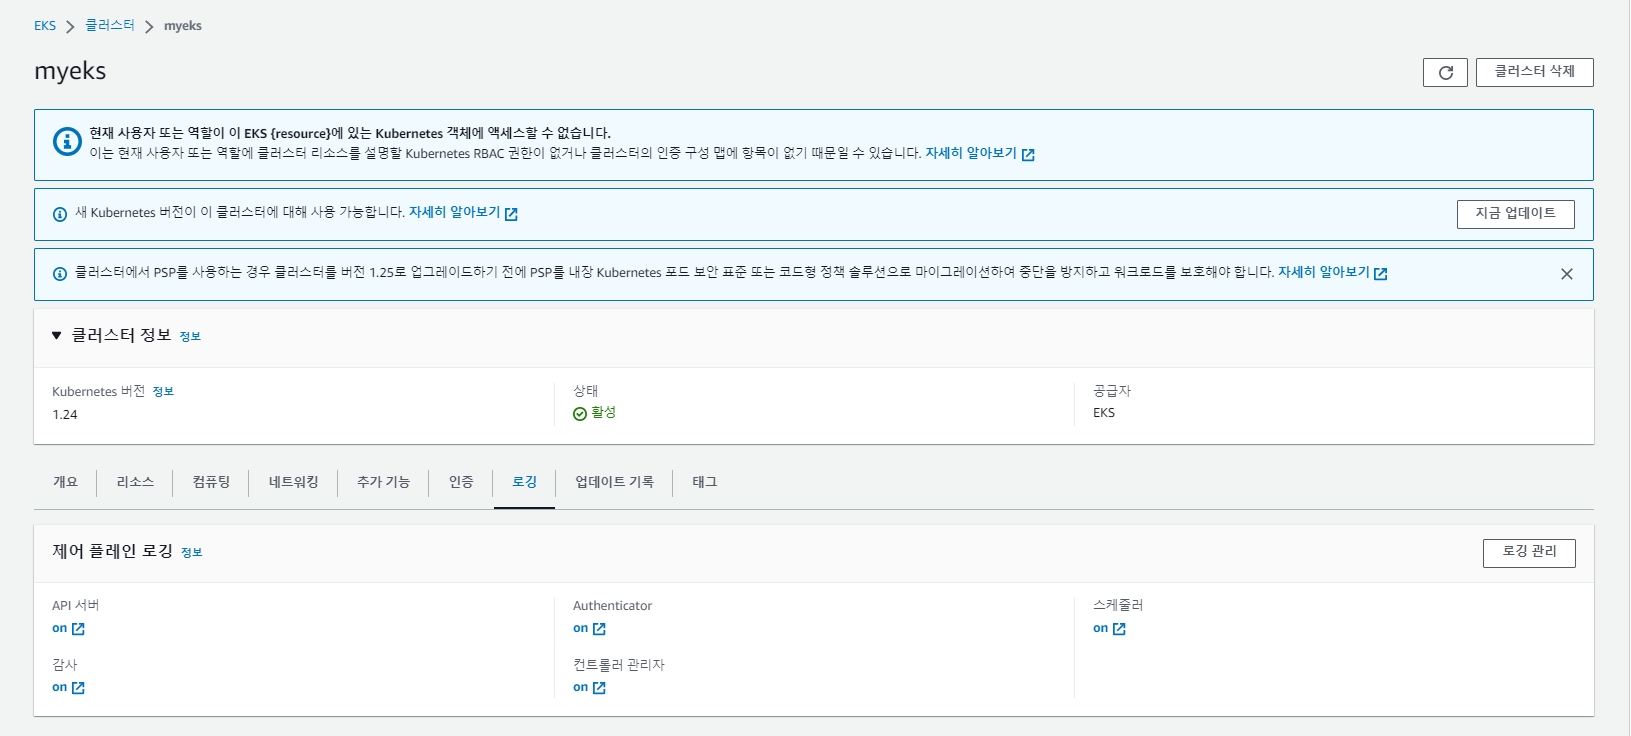 EKS > 클러스터 > myeks
myeks
클러스터 삭제
현재 사용자 또는 역할이 이 EKS {resource}에 있는 Kubernetes 객체에 액세스할 수 없습니다.
이는 현재 사용자 또는 역할에 클러스터 리소스를 설명할 Kubernetes RBAC 권한이 없거나 클러스터의 인증 구성 맵에 항목이 없기 때문일 수 있습니다. 자세히 알아보기
새 Kubernetes 버전이 이 클러스터에 대해 사용 가능합니다. 자세히 알아보기
지금 업데이트
클러스터에서 PSP를 사용하는 경우 클러스터를 버전 1.25로 업그레이드하기 전에 PSP를 내장 Kubernetes 포드 보안 표준 또는 코드형 정책 솔루션으로 마이그레이션하여 중단을 방지하고 워크로드를 보호해야 합니다. 자세히 알아보기
클러스터 정보 정보
Kubernetes 버전 정보
1.24
상태
활성
공급자
EKS
개요 리소스 컴퓨팅 네트워킹 추가 기능 인증 로깅 업데이트 기록 태그
제어 플레인 로깅 정보
로깅 관리
API 서버
on
감사
on
Authenticator
on
컨트롤러 관리자
on
스케줄러
on